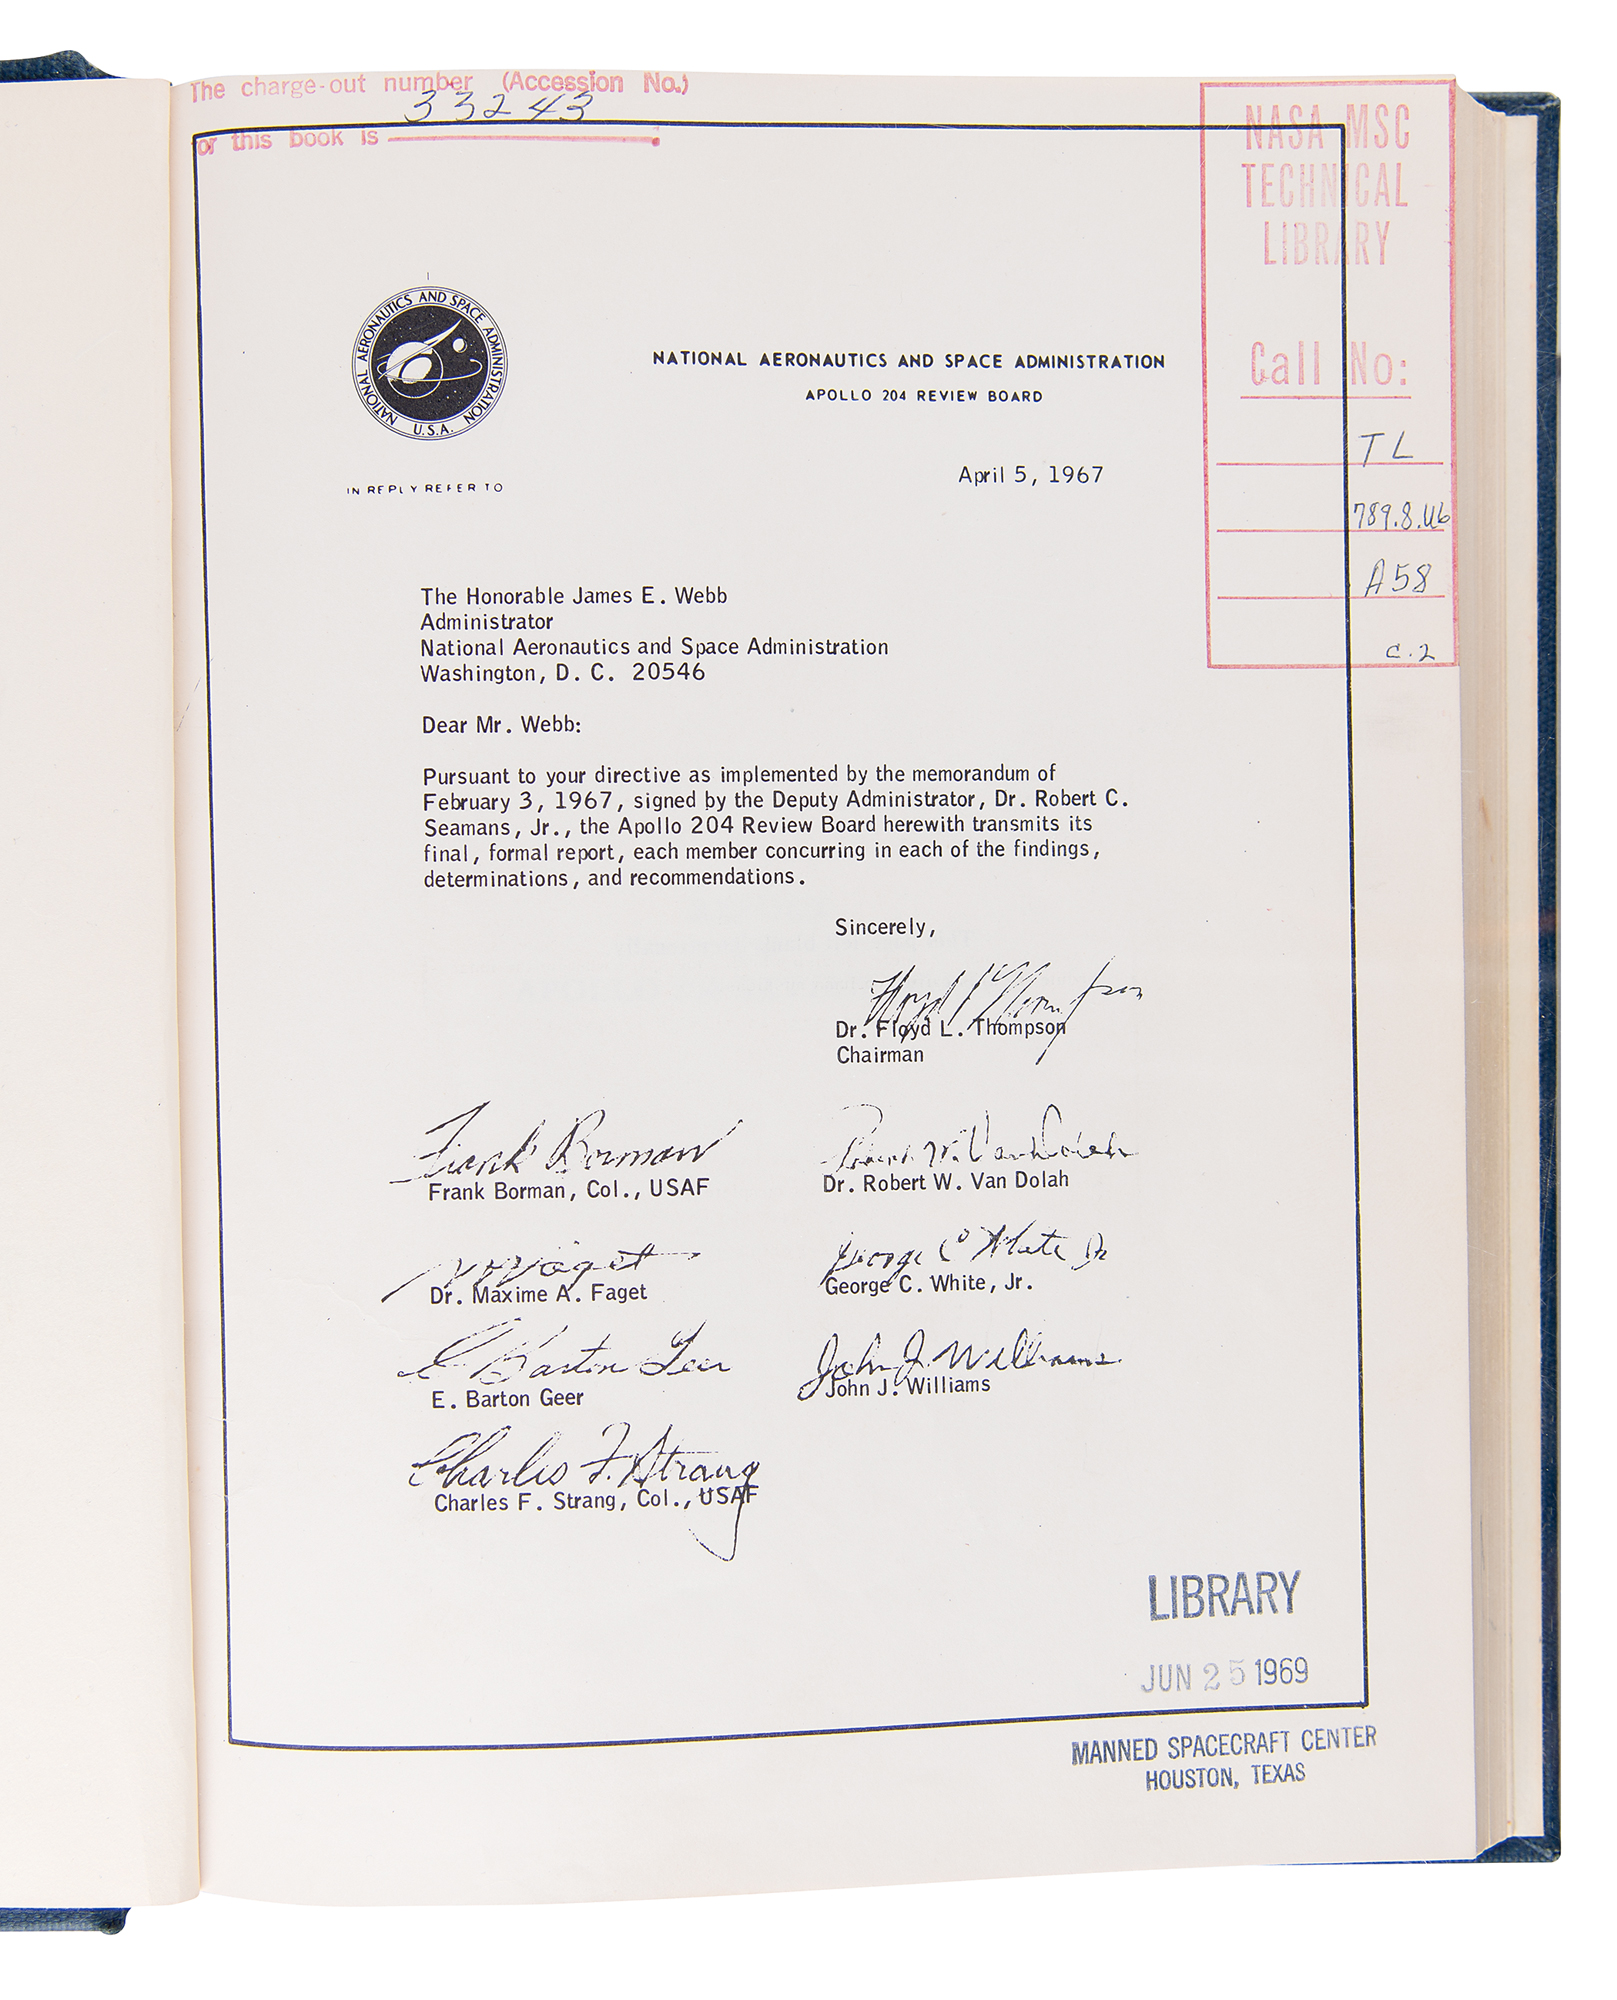 The charge-out number (Accession No.)
33243
for this book is
NASA MSC
TECHNICAL
LIBRARY
Call No:
TL
789.8.U6
A58
c.2
NATIONAL AERONAUTICS AND SPACE ADMINISTRATION
U.S.A.
NATIONAL AERONAUTICS AND SPACE ADMINISTRATION
APOLLO 204 REVIEW BOARD
IN REPLY REFER TO
April 5, 1967
The Honorable James E. Webb
Administrator
National Aeronautics and Space Administration
Washington, D. C. 20546
Dear Mr. Webb:
Pursuant to your directive as implemented by the memorandum of
February 3, 1967, signed by the Deputy Administrator, Dr. Robert C.
Seamans, Jr., the Apollo 204 Review Board herewith transmits its
final, formal report, each member concurring in each of the findings,
determinations, and recommendations.
Sincerely,
Floyd L Thompson
Dr. Floyd L. Thompson
Chairman
Frank Borman
Frank Borman, Col., USAF
Robert W. Van Dolah
Dr. Robert W. Van Dolah
Faget
Dr. Maxime A. Faget
George C White Jr
George C. White, Jr.
E Barton Geer
E. Barton Geer
John J. Williams
John J. Williams
Charles F. Strang
Charles F. Strang, Col., USAF
LIBRARY
JUN 25 1969
MANNED SPACECRAFT CENTER
HOUSTON, TEXAS